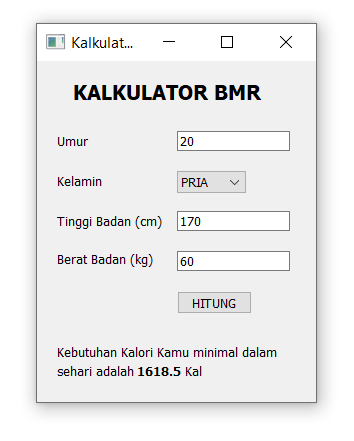 Kalkulat...
KALKULATOR BMR
Umur 20
Kelamin PRIA
Tinggi Badan (cm) 170
Berat Badan (kg) 60
HITUNG
Kebutuhan Kalori Kamu minimal dalam
sehari adalah 1618.5 Kal